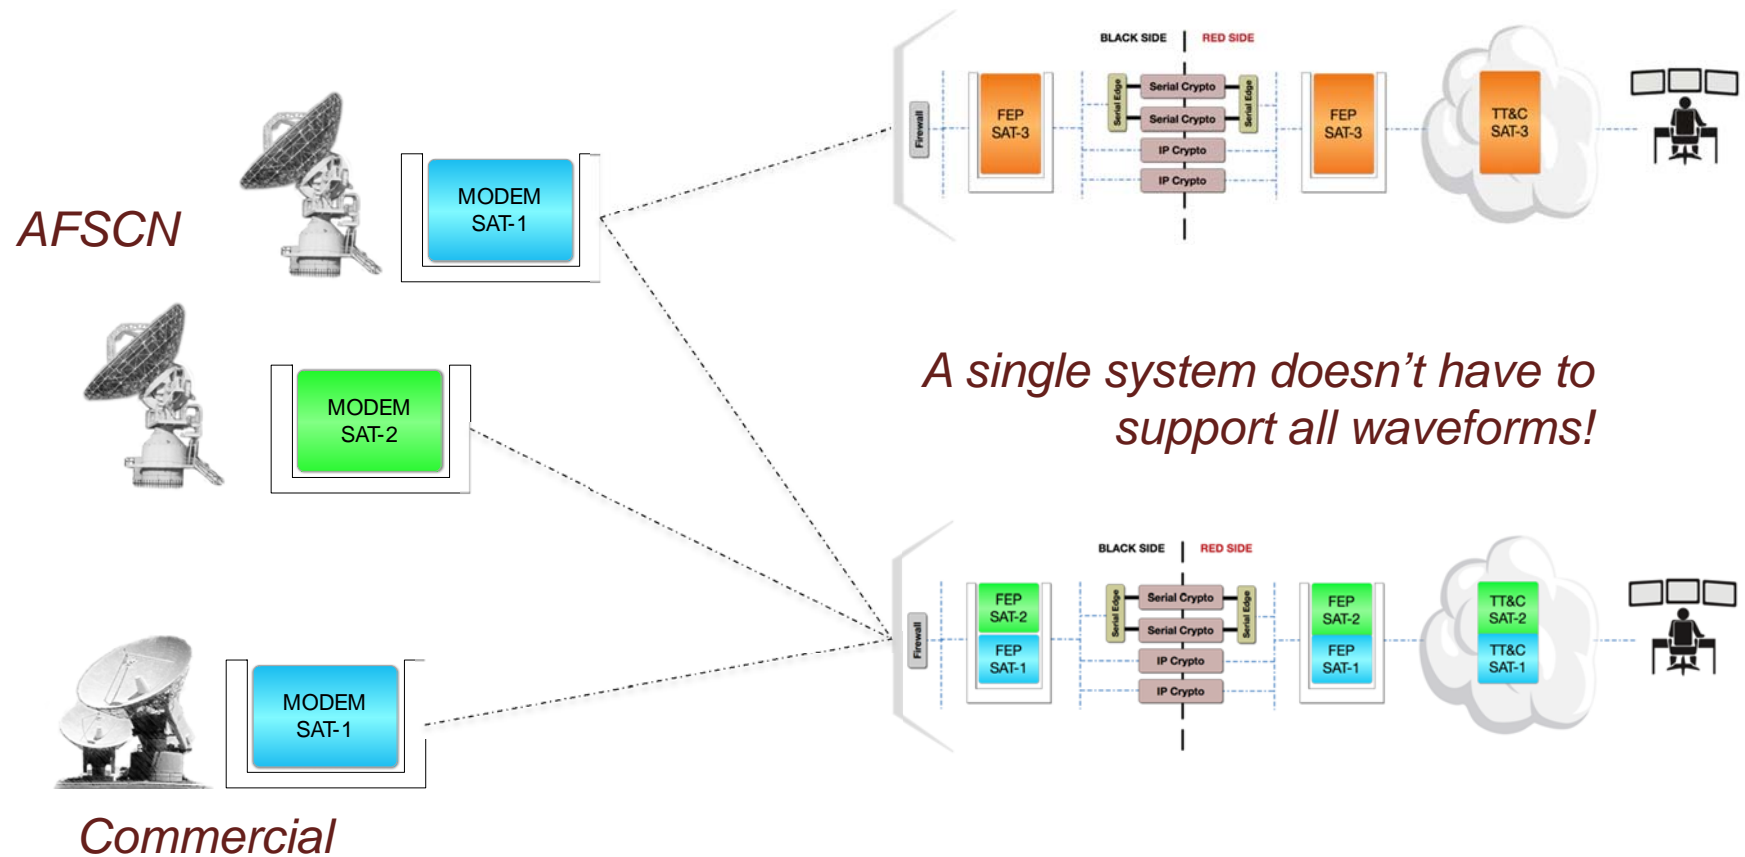 BLACK SIDE
RED SIDE
Firewall
FEP
SAT-3
Serial Edge
Serial Crypto
Serial Crypto
IP Crypto
IP Crypto
Serial Edge
FEP
SAT-3
TT&C
SAT-3
AFSCN
MODEM
SAT-1
MODEM
SAT-2
A single system doesn’t have to
support all waveforms!
BLACK SIDE
RED SIDE
Firewall
FEP
SAT-2
FEP
SAT-1
Serial Edge
Serial Crypto
Serial Crypto
IP Crypto
IP Crypto
Serial Edge
FEP
SAT-2
FEP
SAT-1
TT&C
SAT-2
TT&C
SAT-1
MODEM
SAT-1
Commercial